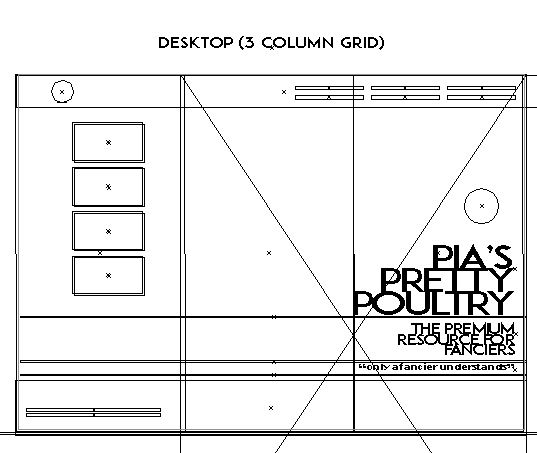 DESKTOP (3 COLUMN GRID)
PIA'S
PRETTY
POULTRY
THE PREMIUM
RESOURCE FOR
FANCIERS
"only a fancier understands"